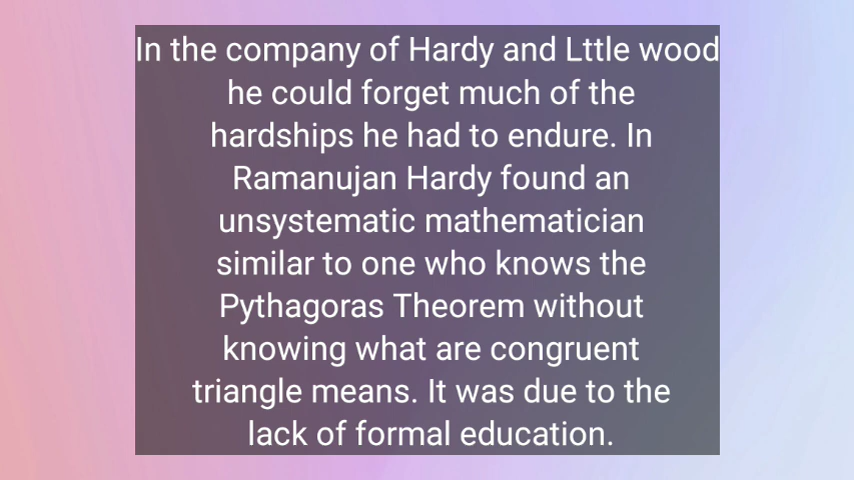 In the company of Hardy and Lttle wood
he could forget much of the
hardships he had to endure. In
Ramanujan Hardy found an
unsystematic mathematician
similar to one who knows the
Pythagoras Theorem without
knowing what are congruent
triangle means. It was due to the
lack of formal education.